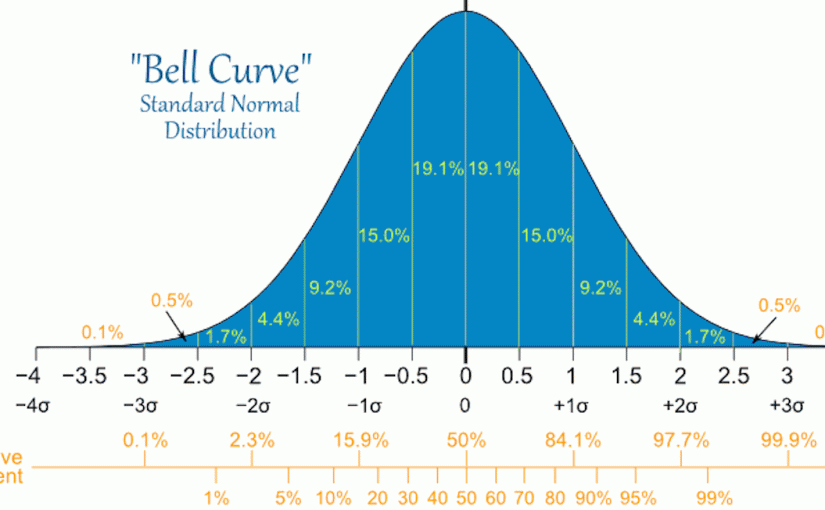 "Bell Curve"
Standard Normal
Distribution
19.1% 19.1%
15.0% 15.0%
9.2% 9.2%
0.5% 0.5%
4.4% 4.4%
0.1% 1.7% 1.7% 0
−4 −3.5 −3 −2.5 −2 −1.5 −1 −0.5 0 0.5 1 1.5 2 2.5 3
−4σ −3σ −2σ −1σ 0 +1σ +2σ +3σ
0.1% 2.3% 15.9% 50% 84.1% 97.7% 99.9%
ve
ent
1% 5% 10% 20 30 40 50 60 70 80 90% 95% 99%